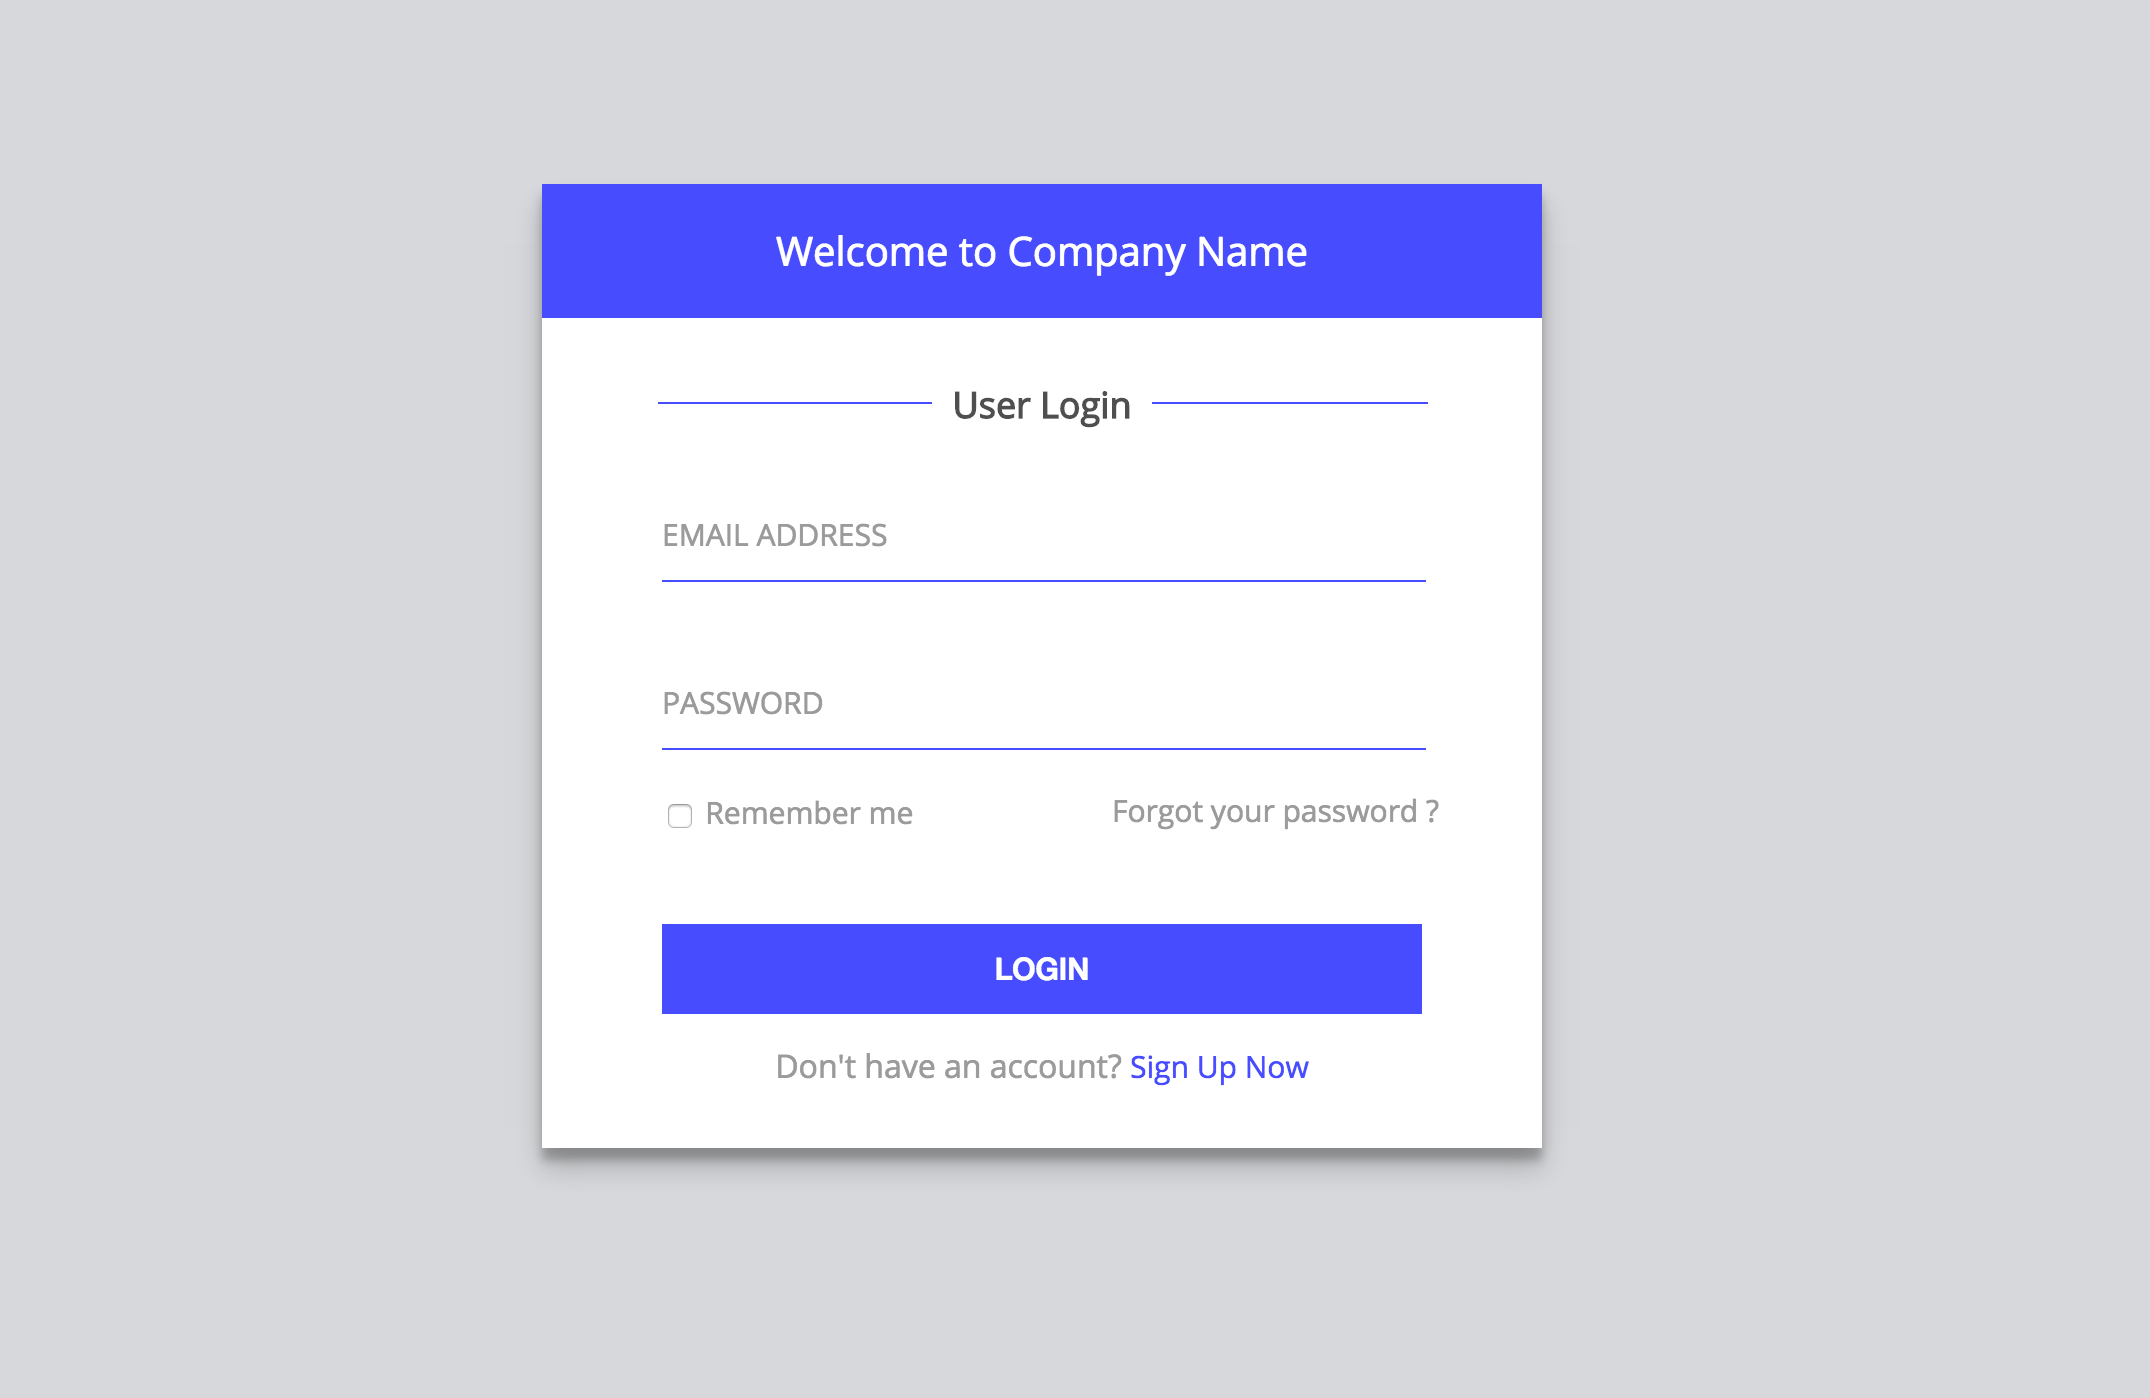 Welcome to Company Name
User Login
EMAIL ADDRESS
PASSWORD
Remember me Forgot your password ?
LOGIN
Don't have an account? Sign Up Now